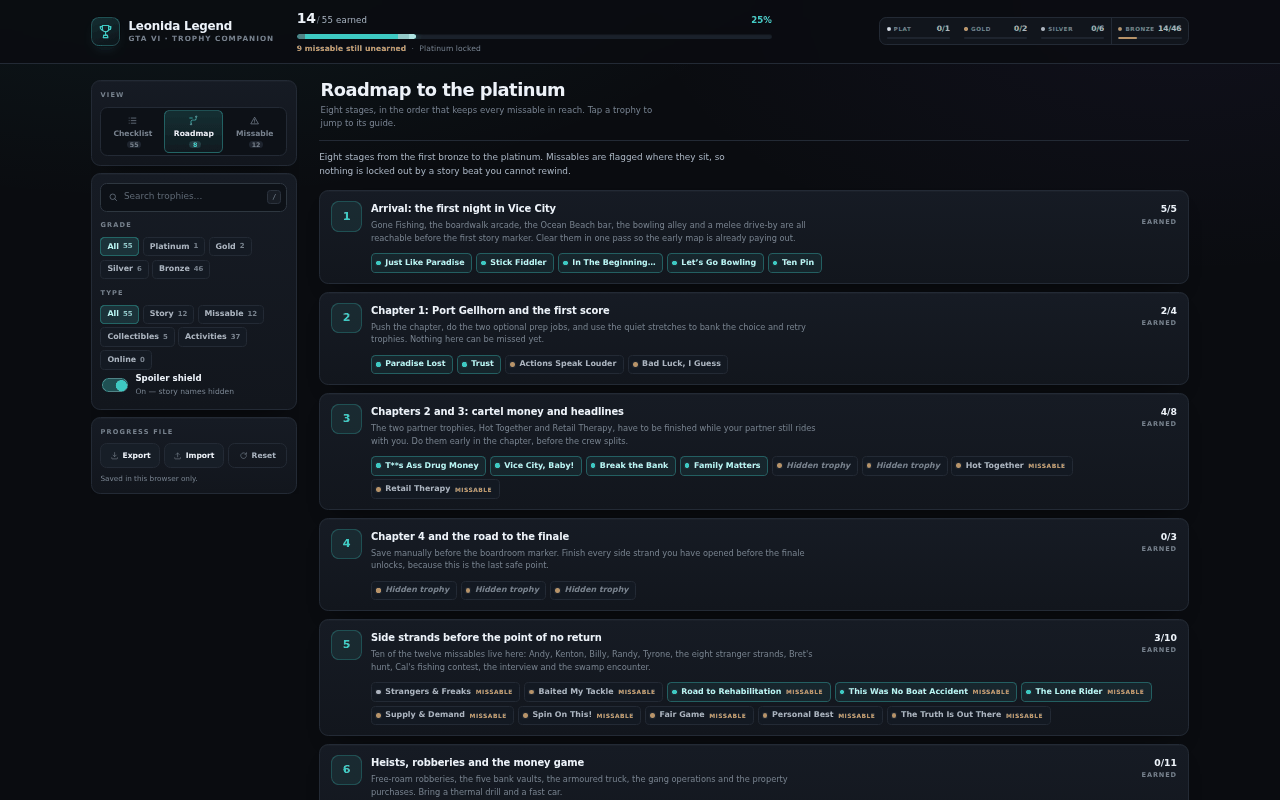 Leonida Legend
GTA VI · TROPHY COMPANION
14 / 55 earned
25%
9 missable still unearned · Platinum locked
PLAT 0/1
GOLD 0/2
SILVER 0/6
BRONZE 14/46
VIEW
Checklist
55
Roadmap
8
Missable
12
Search trophies...
/
GRADE
All 55
Platinum 1
Gold 2
Silver 6
Bronze 46
TYPE
All 55
Story 12
Missable 12
Collectibles 5
Activities 37
Online 0
Spoiler shield
On — story names hidden
PROGRESS FILE
Export
Import
Reset
Saved in this browser only.
Roadmap to the platinum
Eight stages, in the order that keeps every missable in reach. Tap a trophy to
jump to its guide.
Eight stages from the first bronze to the platinum. Missables are flagged where they sit, so
nothing is locked out by a story beat you cannot rewind.
1
Arrival: the first night in Vice City
5/5
EARNED
Gone Fishing, the boardwalk arcade, the Ocean Beach bar, the bowling alley and a melee drive-by are all
reachable before the first story marker. Clear them in one pass so the early map is already paying out.
Just Like Paradise
Stick Fiddler
In The Beginning...
Let's Go Bowling
Ten Pin
2
Chapter 1: Port Gellhorn and the first score
2/4
EARNED
Push the chapter, do the two optional prep jobs, and use the quiet stretches to bank the choice and retry
trophies. Nothing here can be missed yet.
Paradise Lost
Trust
Actions Speak Louder
Bad Luck, I Guess
3
Chapters 2 and 3: cartel money and headlines
4/8
EARNED
The two partner trophies, Hot Together and Retail Therapy, have to be finished while your partner still rides
with you. Do them early in the chapter, before the crew splits.
T**s Ass Drug Money
Vice City, Baby!
Break the Bank
Family Matters
Hidden trophy
Hidden trophy
Hot Together MISSABLE
Retail Therapy MISSABLE
4
Chapter 4 and the road to the finale
0/3
EARNED
Save manually before the boardroom marker. Finish every side strand you have opened before the finale
unlocks, because this is the last safe point.
Hidden trophy
Hidden trophy
Hidden trophy
5
Side strands before the point of no return
3/10
EARNED
Ten of the twelve missables live here: Andy, Kenton, Billy, Randy, Tyrone, the eight stranger strands, Bret's
hunt, Cal's fishing contest, the interview and the swamp encounter.
Strangers & Freaks MISSABLE
Baited My Tackle MISSABLE
Road to Rehabilitation MISSABLE
This Was No Boat Accident MISSABLE
The Lone Rider MISSABLE
Supply & Demand MISSABLE
Spin On This! MISSABLE
Fair Game MISSABLE
Personal Best MISSABLE
The Truth Is Out There MISSABLE
6
Heists, robberies and the money game
0/11
EARNED
Free-roam robberies, the five bank vaults, the armoured truck, the gang operations and the property
purchases. Bring a thermal drill and a fast car.